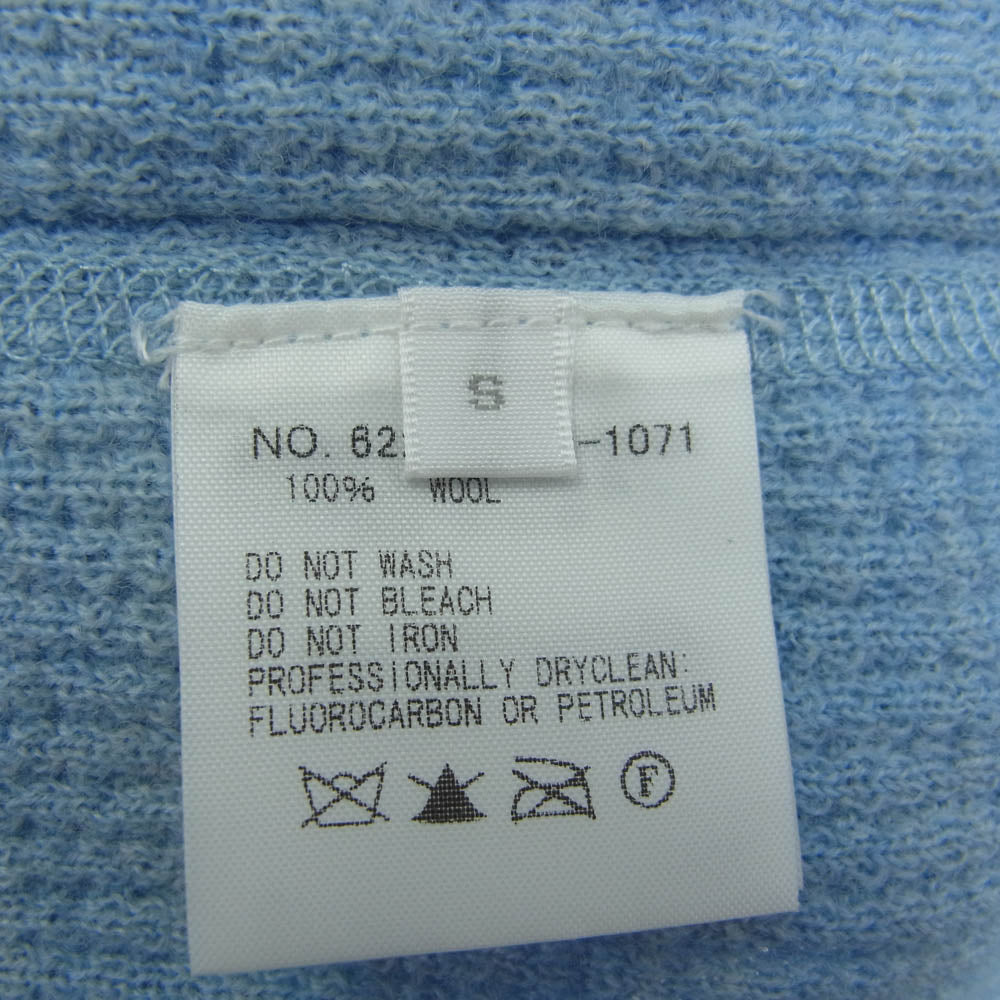 S
NO. 62 -1071
100% WOOL
DO NOT WASH
DO NOT BLEACH
DO NOT IRON
PROFESSIONALLY DRYCLEAN:
FLUOROCARBON OR PETROLEUM
F